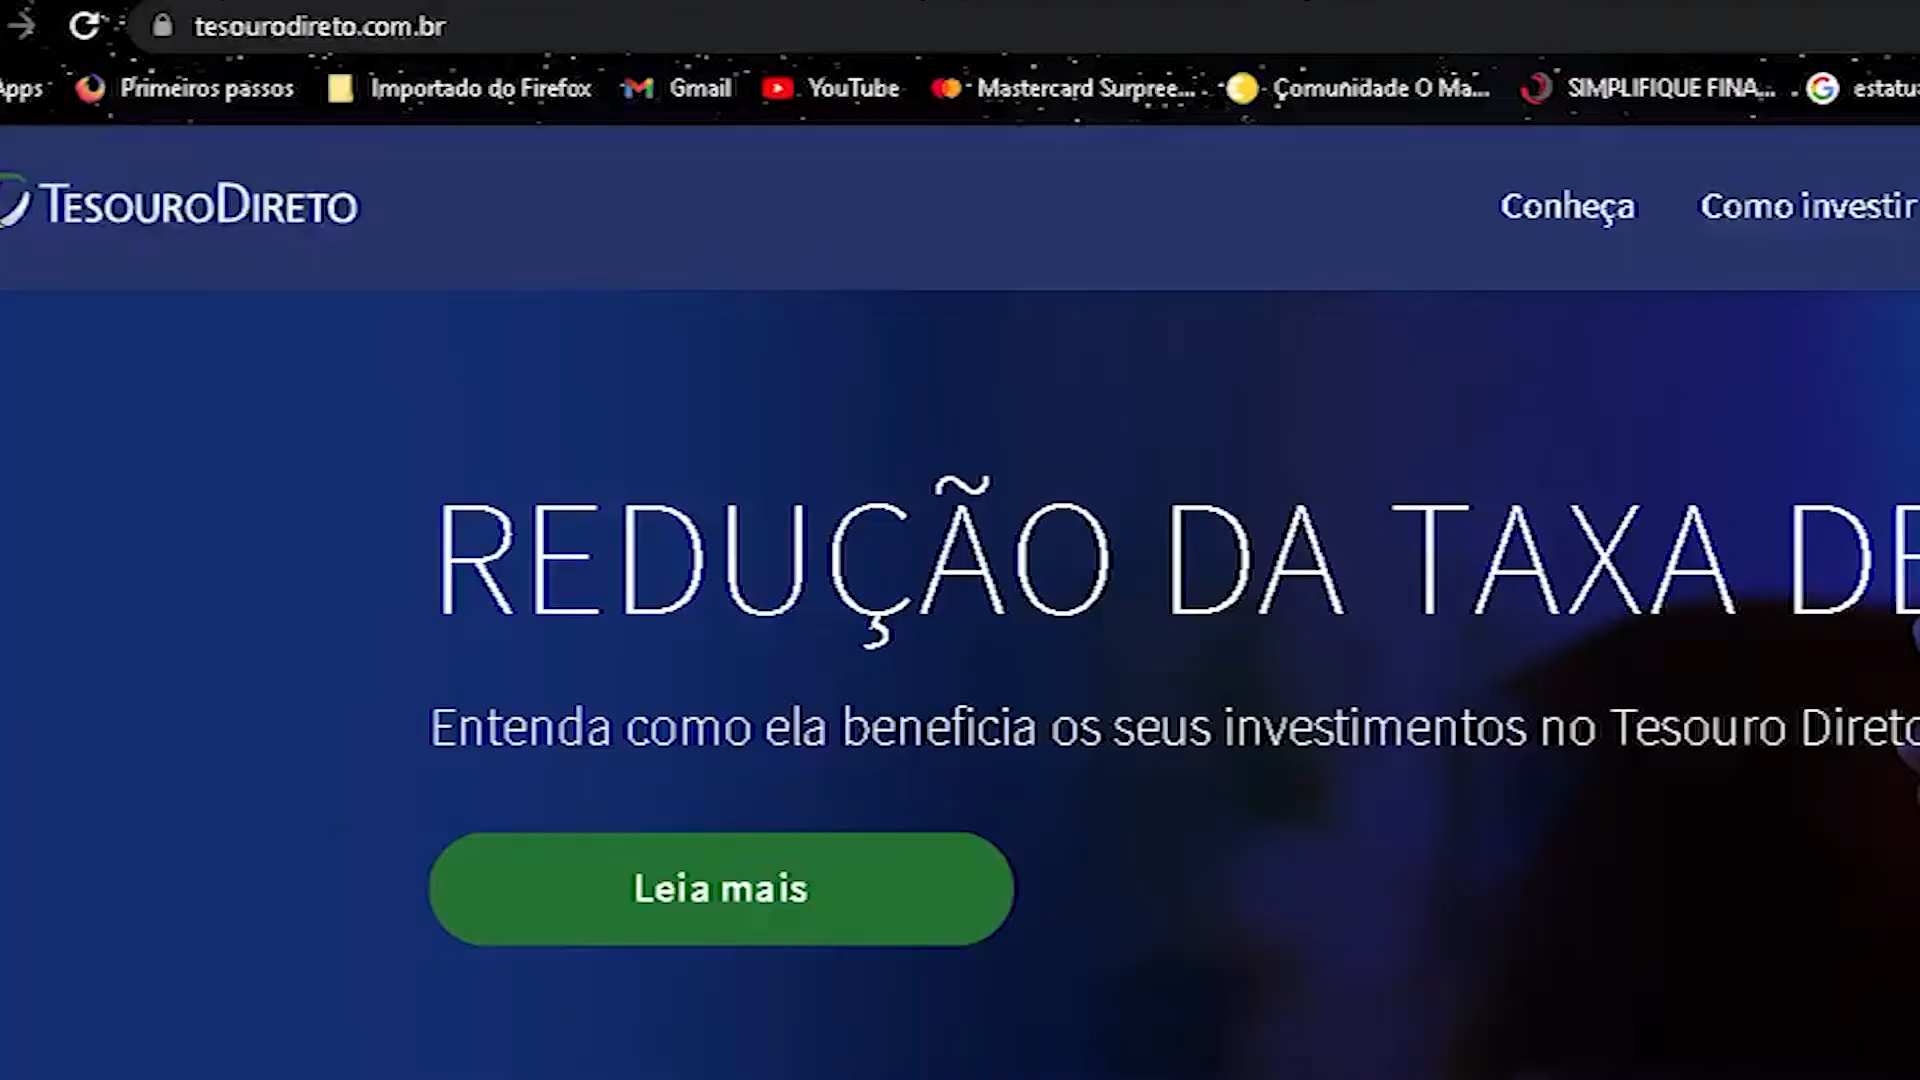 tesourodireto.com.br
Apps Primeiros passos Importado do Firefox Gmail YouTube Mastercard Surpree... Comunidade O Ma... SIMPLIFIQUE FINA... estatu
TESOURODIRETO Conheça Como investir
REDUÇÃO DA TAXA DE
Entenda como ela beneficia os seus investimentos no Tesouro Direto
Leia mais